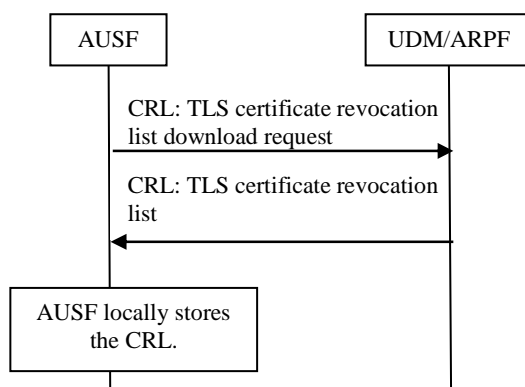 AUSF
UDM/ARPF
CRL: TLS certificate revocation
list download request
CRL: TLS certificate revocation
list
AUSF locally stores
the CRL.